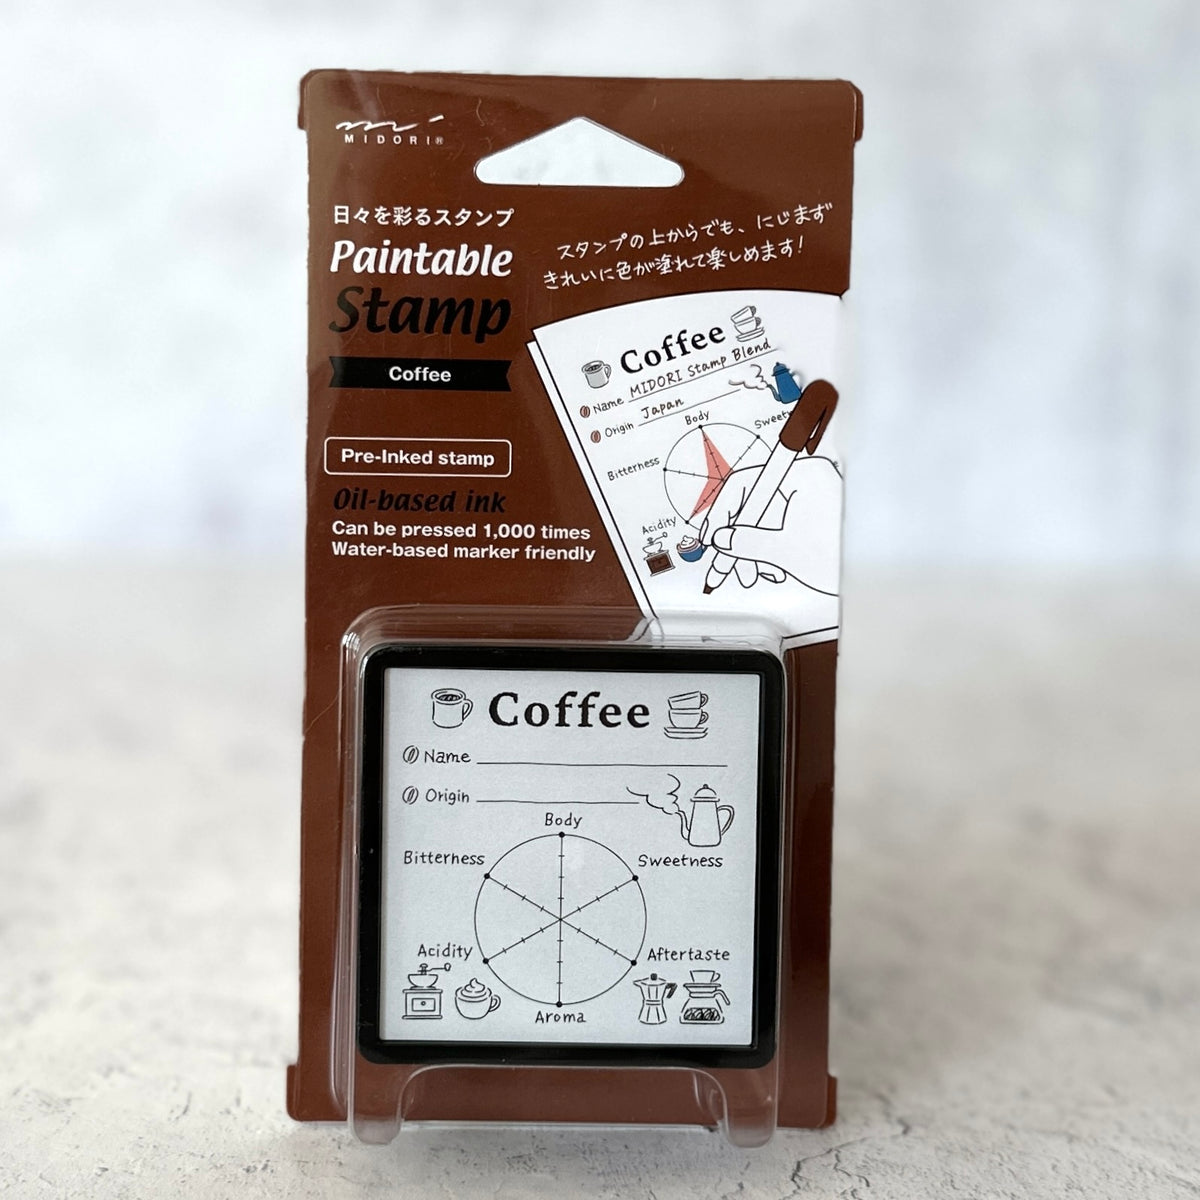 MIDORI®
日々を彩るスタンプ
Paintable
Stamp
Coffee
スタンプの上からでも、にじまず
きれいに色が塗れて楽しめます!
Pre-Inked stamp
Oil-based ink
Can be pressed 1,000 times
Water-based marker friendly
Coffee
Name MIDORI Stamp Blend
Origin Japan
Body
Bitterness
Acidity
Coffee
Name
Origin
Body
Bitterness Sweetness
Acidity Aftertaste
Aroma